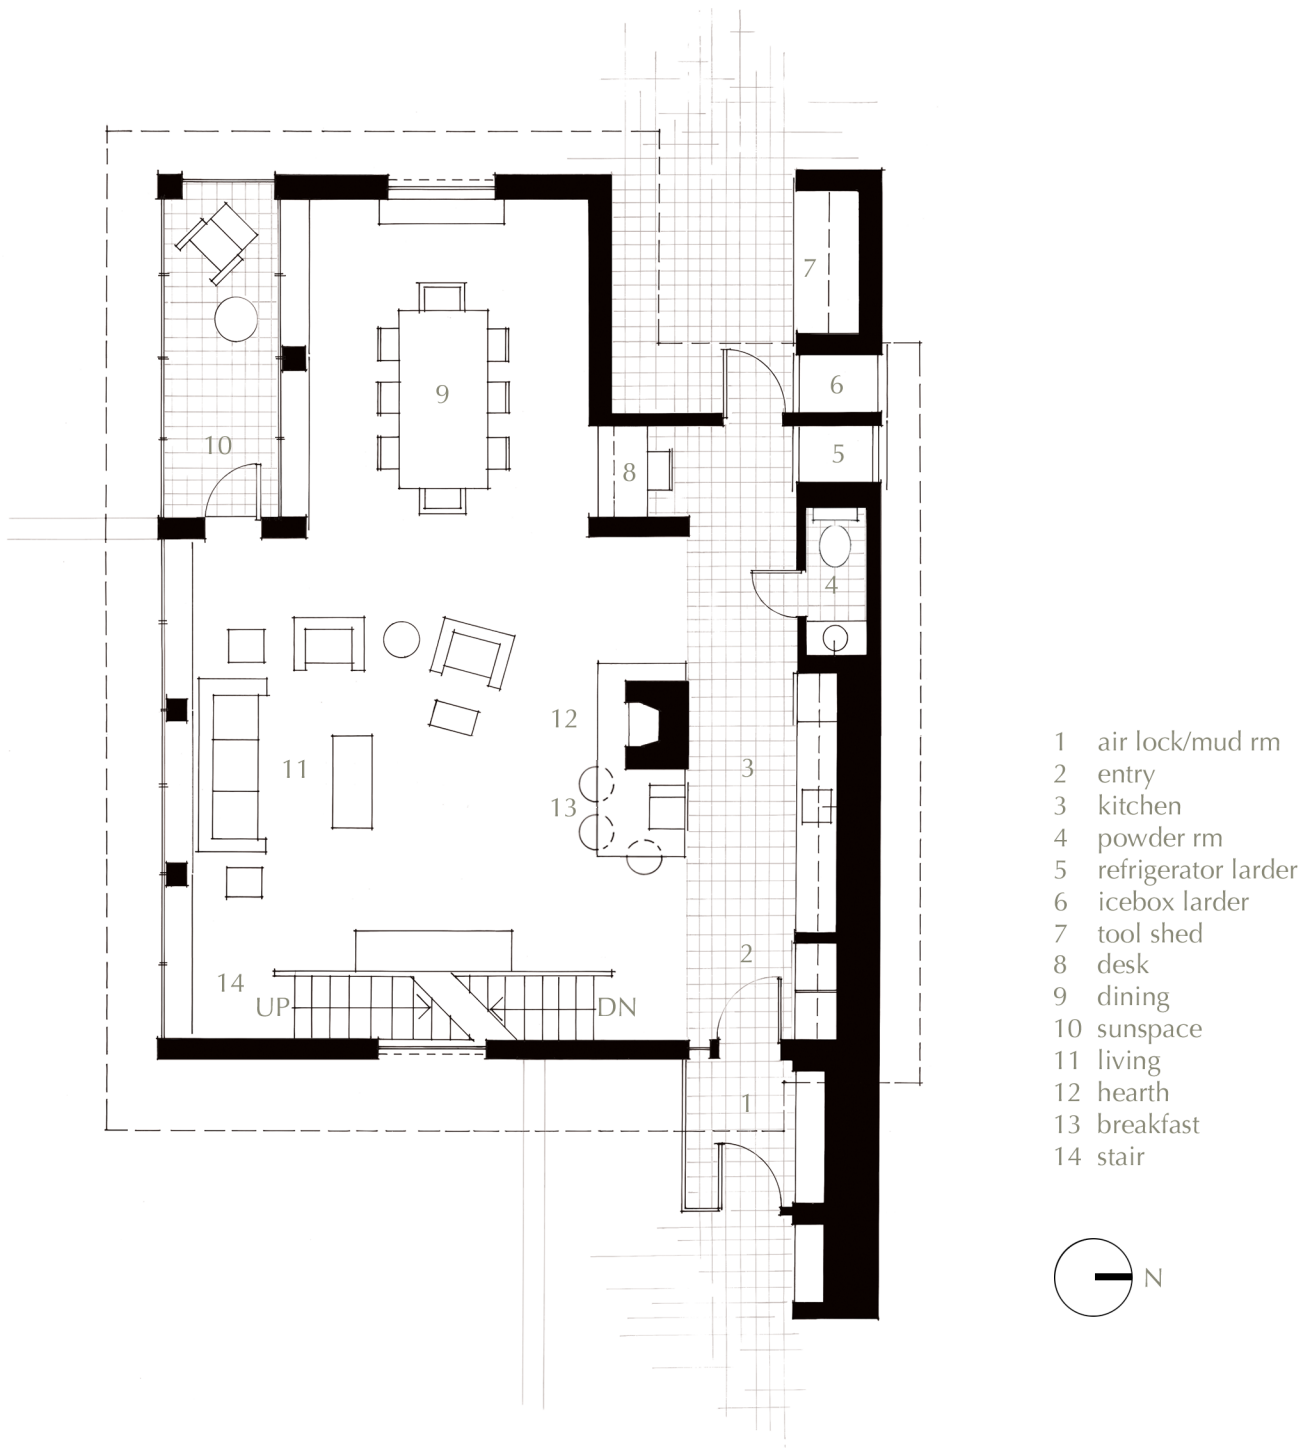 7
6
9
10
5
8
4
12
11
3
13
2
14
UP
DN
1
1 air lock/mud rm
2 entry
3 kitchen
4 powder rm
5 refrigerator larder
6 icebox larder
7 tool shed
8 desk
9 dining
10 sunspace
11 living
12 hearth
13 breakfast
14 stair
N